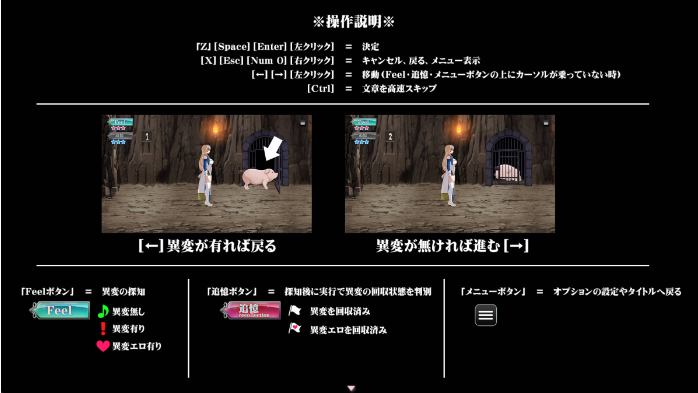 ※操作説明※
『Z』[Space][Enter][左クリック] = 決定
[X][Esc][Num 0][右クリック] = キャンセル、戻る、メニュー表示
[←][→][左クリック] = 移動(Feel・追憶・メニューボタンの上にカーソルが乗っていない時)
[Ctrl] = 文章を高速スキップ
1
2
[←]異変が有れば戻る
異変が無ければ進む[→]
『Feelボタン』 = 異変の探知
Feel
異変無し
異変有り
異変エロ有り
『追憶ボタン』 = 探知後に実行で異変の回収状態を判別
追憶
異変を回収済み
異変エロを回収済み
『メニューボタン』 = オプションの設定やタイトルへ戻る